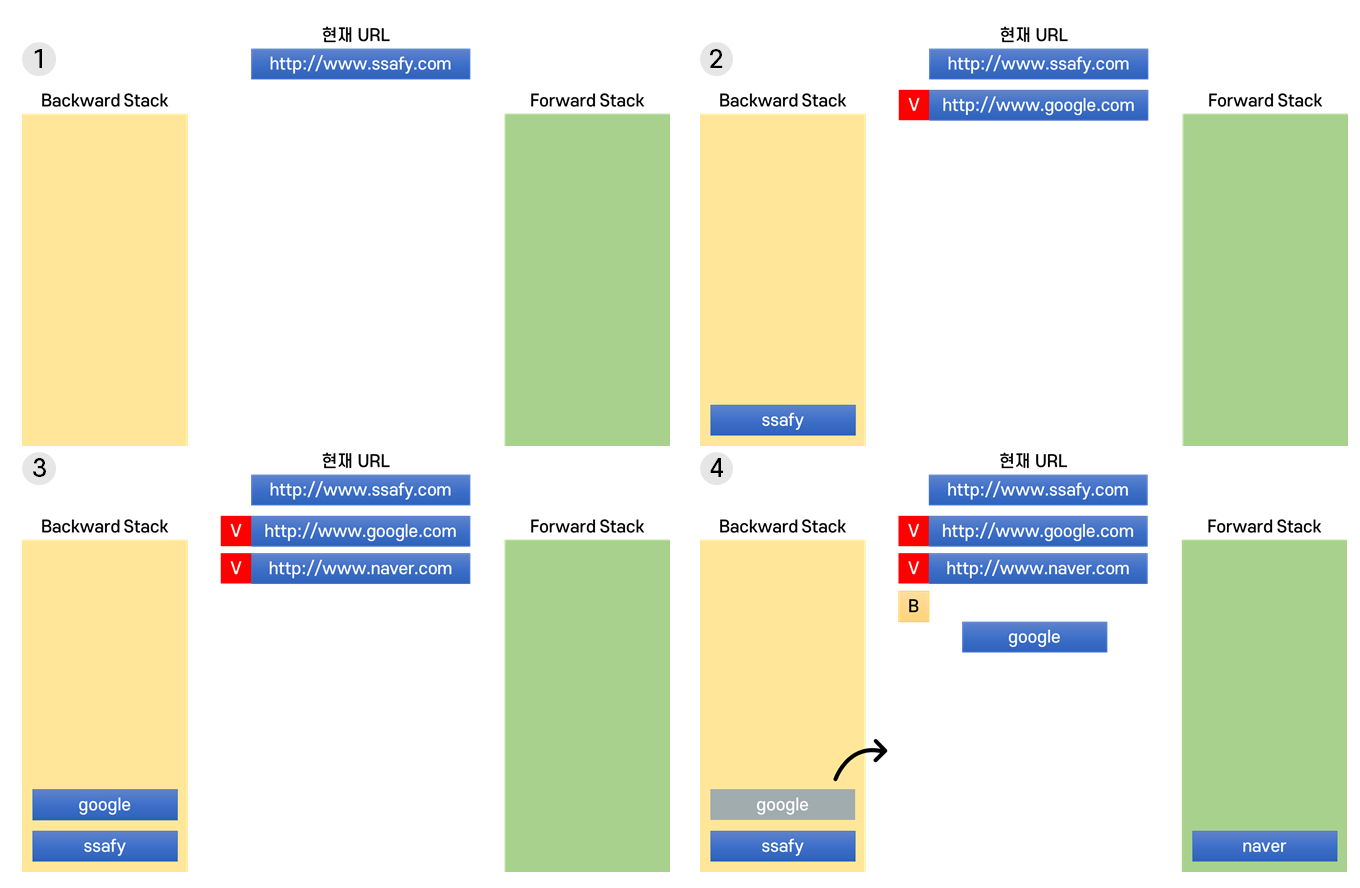 1
현재 URL
http://www.ssafy.com
Backward Stack
Forward Stack
2
현재 URL
http://www.ssafy.com
Backward Stack
V http://www.google.com
Forward Stack
ssafy
3
현재 URL
http://www.ssafy.com
Backward Stack
V http://www.google.com
Forward Stack
V http://www.naver.com
google
ssafy
4
현재 URL
http://www.ssafy.com
Backward Stack
V http://www.google.com
Forward Stack
V http://www.naver.com
B
google
google
ssafy
naver